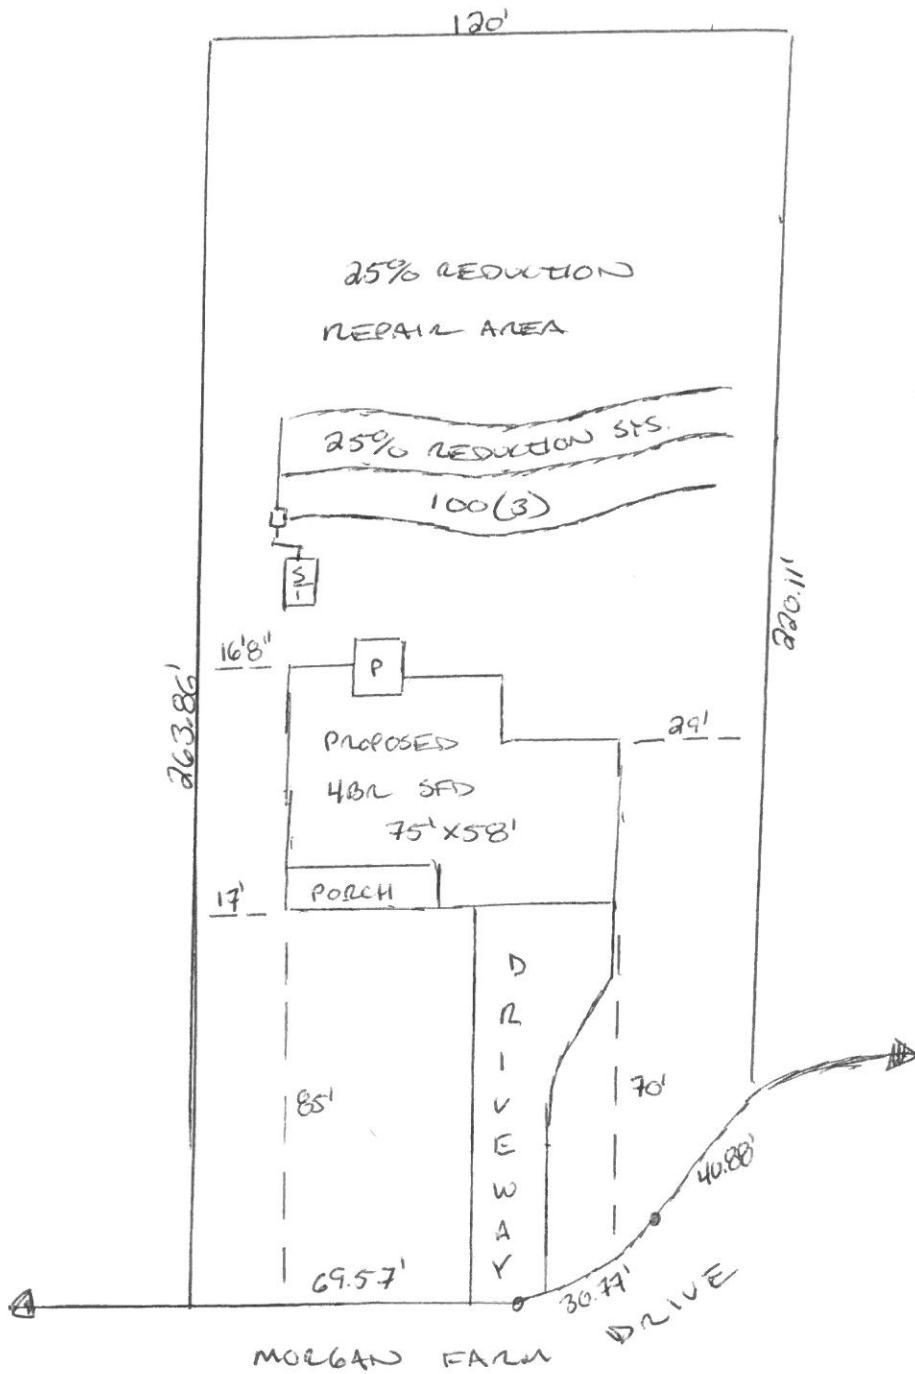 120'
25% REDUCTION
REPAIR AREA
25% REDUCTION SYS.
100(3)
S
T
220.11'
16'8"
P
263.86'
29'
PROPOSED
4BR SFD
75'X58'
PORCH
17'
DRIVEWAY
85'
70'
40.88'
69.57'
30.77'
MORGAN FARM DRIVE